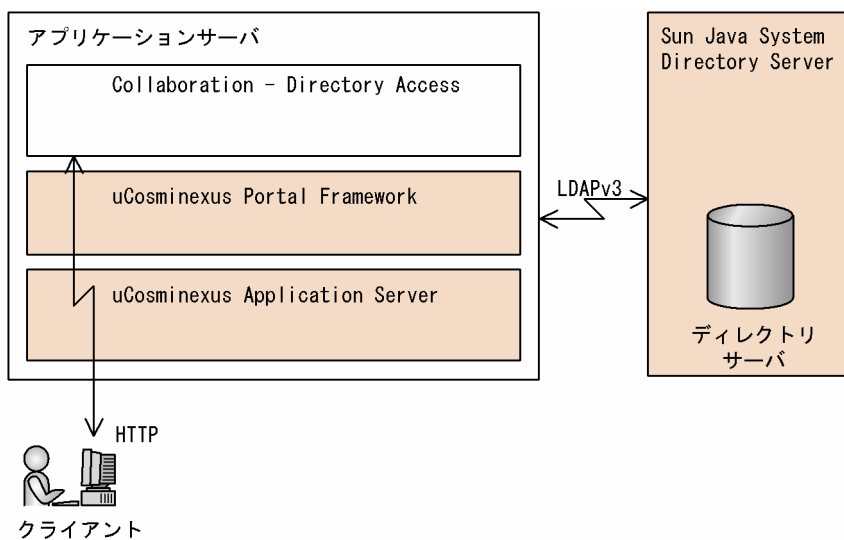 アプリケーションサーバ
Collaboration - Directory Access
uCosminexus Portal Framework
uCosminexus Application Server
LDAPv3
Sun Java System
Directory Server
ディレクトリ
サーバ
HTTP
クライアント